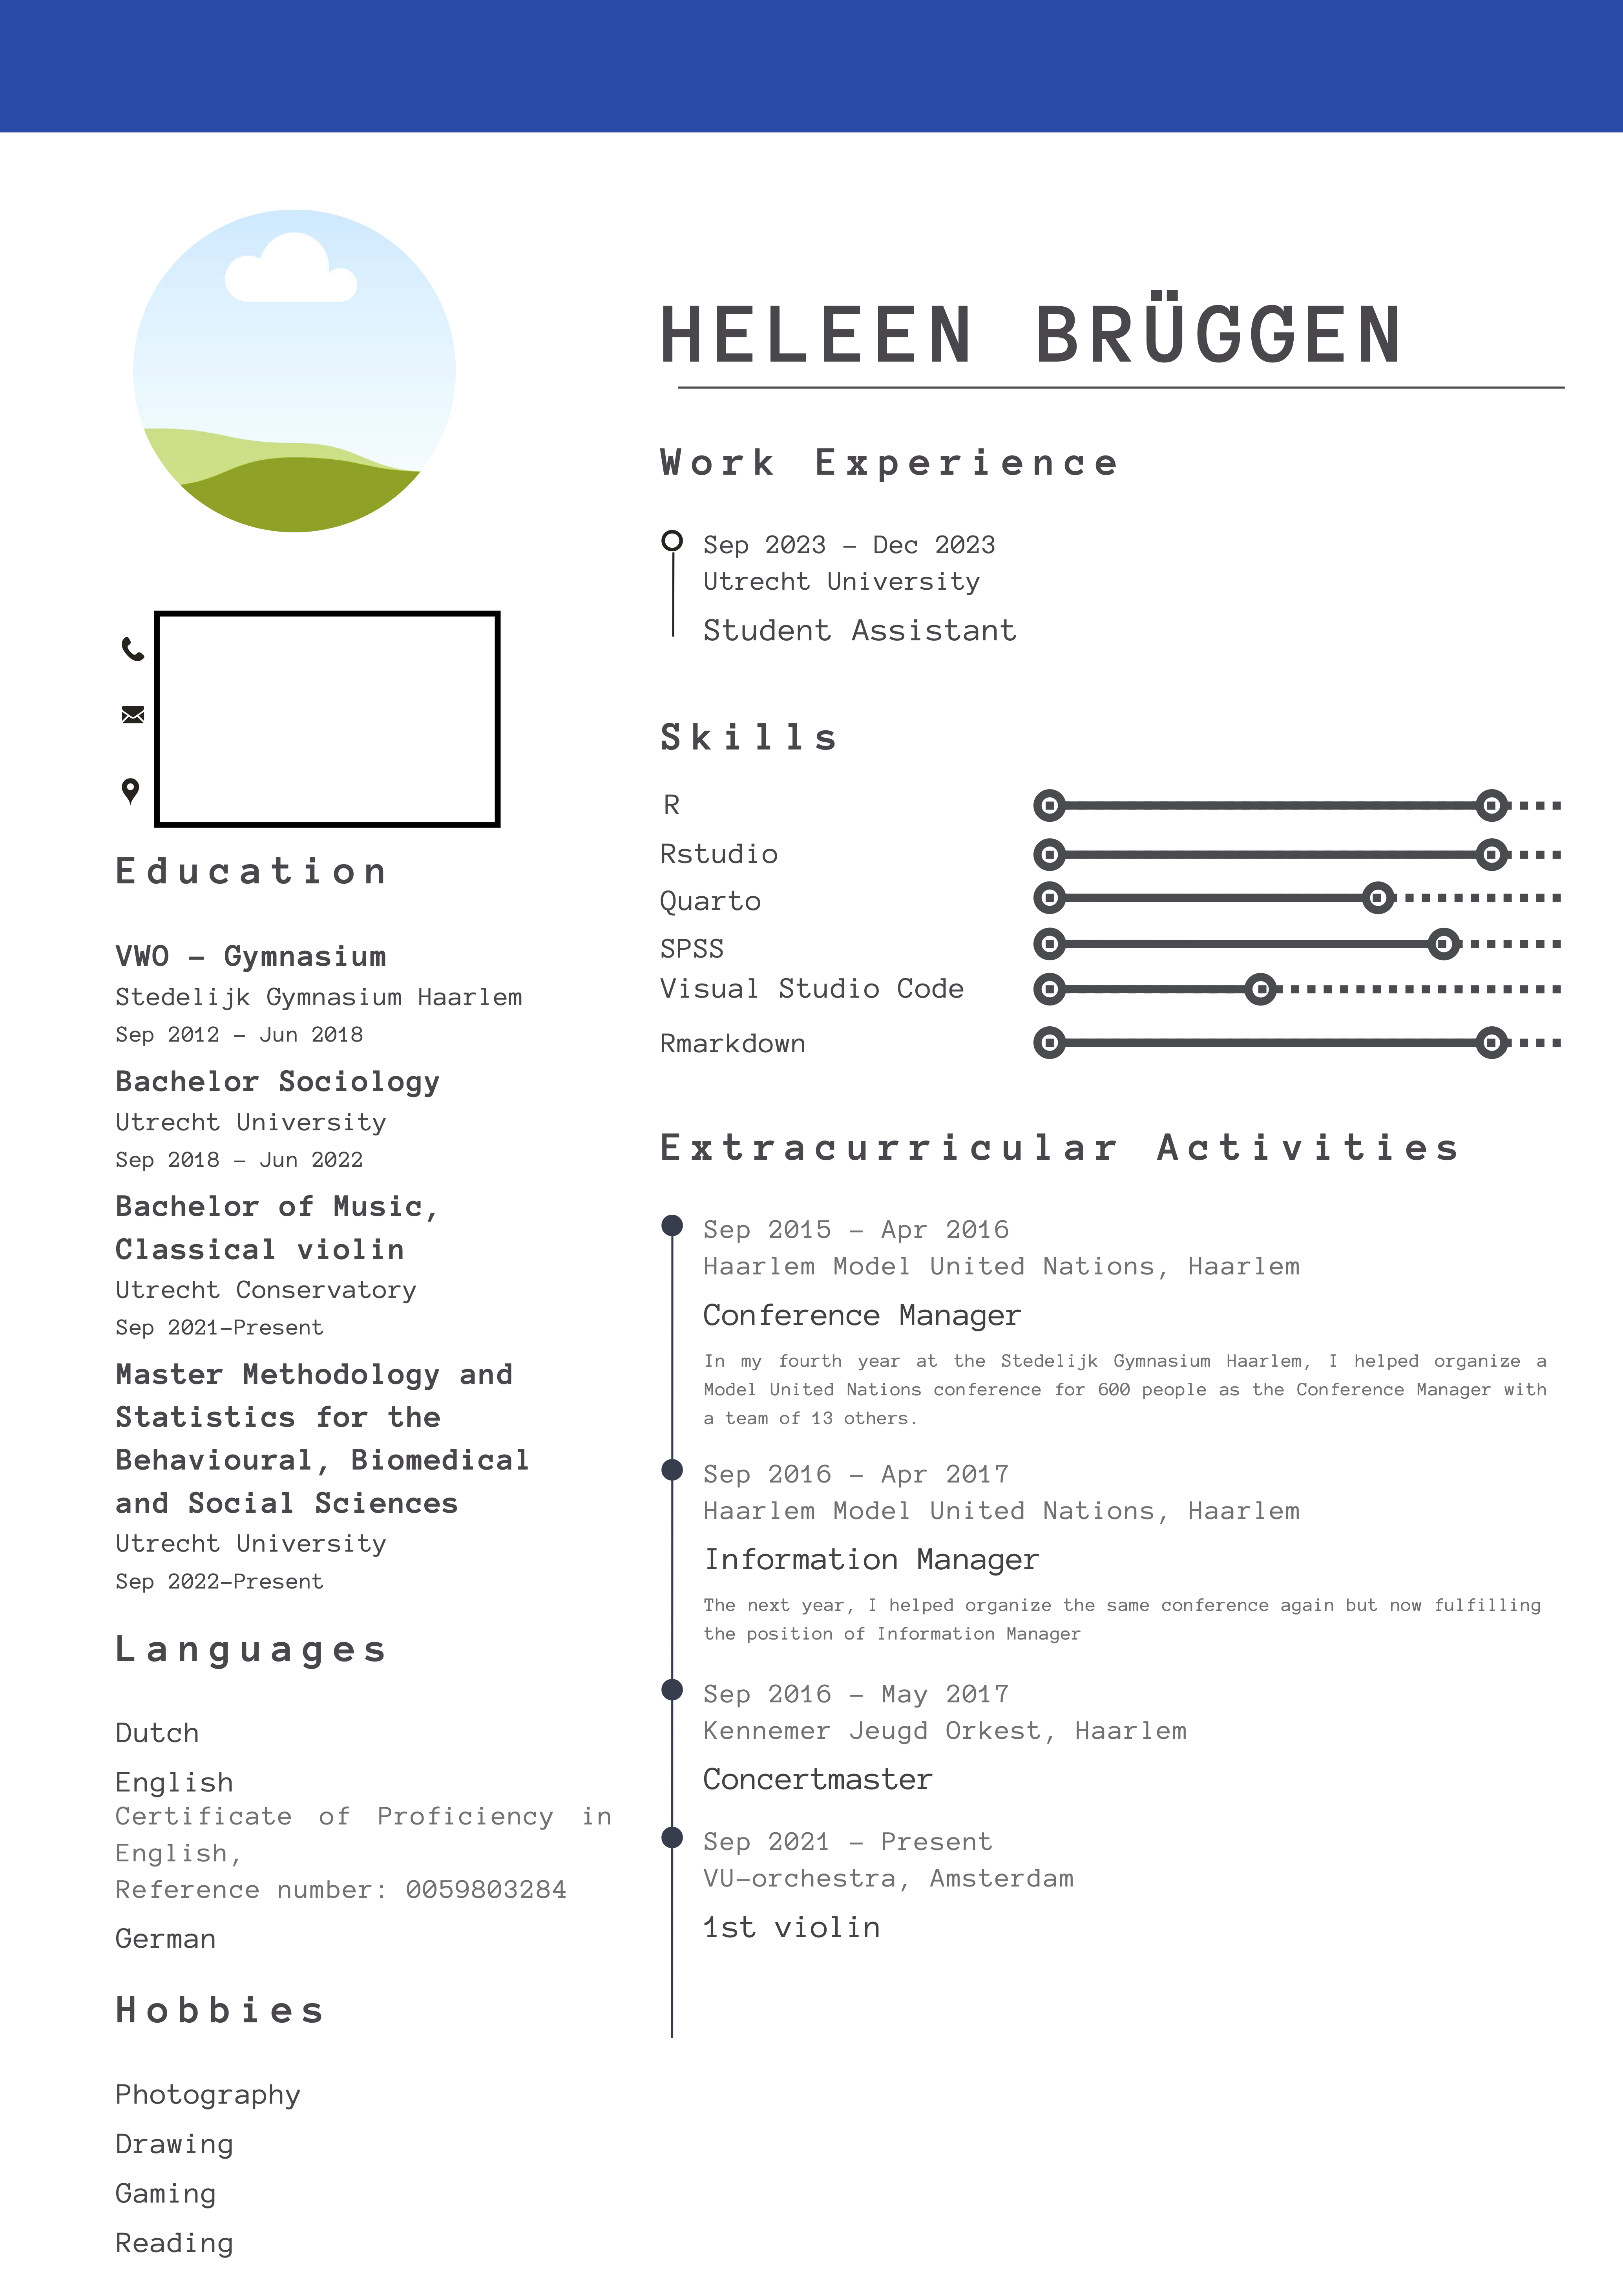 HELEEN BRÜGGEN
Education
VWO - Gymnasium
Stedelijk Gymnasium Haarlem
Sep 2012 - Jun 2018
Bachelor Sociology
Utrecht University
Sep 2018 - Jun 2022
Bachelor of Music,
Classical violin
Utrecht Conservatory
Sep 2021-Present
Master Methodology and
Statistics for the
Behavioural, Biomedical
and Social Sciences
Utrecht University
Sep 2022-Present
Languages
Dutch
English
Certificate of Proficiency in
English,
Reference number: 0059803284
German
Hobbies
Photography
Drawing
Gaming
Reading
Work Experience
Sep 2023 - Dec 2023
Utrecht University
Student Assistant
Skills
R
Rstudio
Quarto
SPSS
Visual Studio Code
Rmarkdown
Extracurricular Activities
Sep 2015 - Apr 2016
Haarlem Model United Nations, Haarlem
Conference Manager
In my fourth year at the Stedelijk Gymnasium Haarlem, I helped organize a
Model United Nations conference for 600 people as the Conference Manager with
a team of 13 others.
Sep 2016 - Apr 2017
Haarlem Model United Nations, Haarlem
Information Manager
The next year, I helped organize the same conference again but now fulfilling
the position of Information Manager
Sep 2016 - May 2017
Kennemer Jeugd Orkest, Haarlem
Concertmaster
Sep 2021 - Present
VU-orchestra, Amsterdam
1st violin